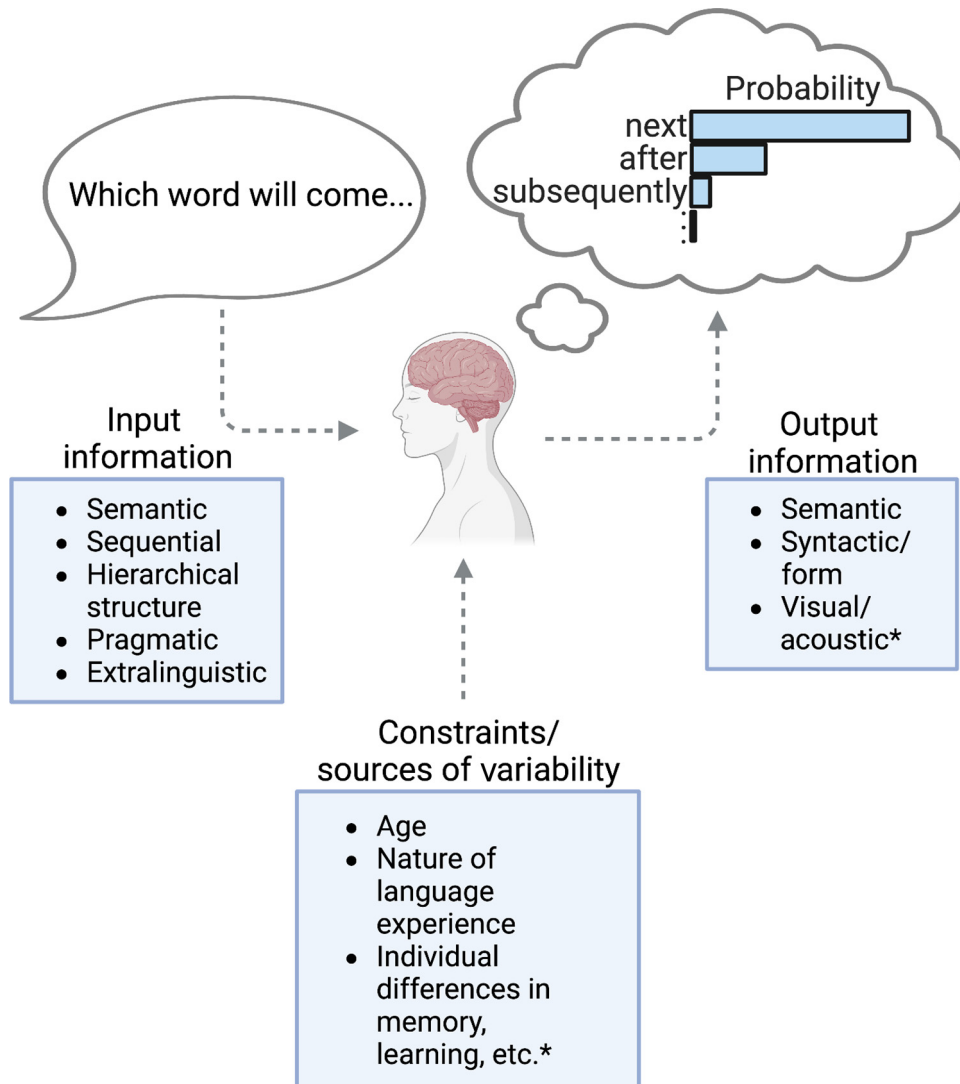 Which word will come...
Probability
next
after
subsequently
Input
information
• Semantic
• Sequential
• Hierarchical
structure
• Pragmatic
• Extralinguistic
Output
information
• Semantic
• Syntactic/
form
• Visual/
acoustic*
Constraints/
sources of variability
• Age
• Nature of
language
experience
• Individual
differences in
memory,
learning, etc.*